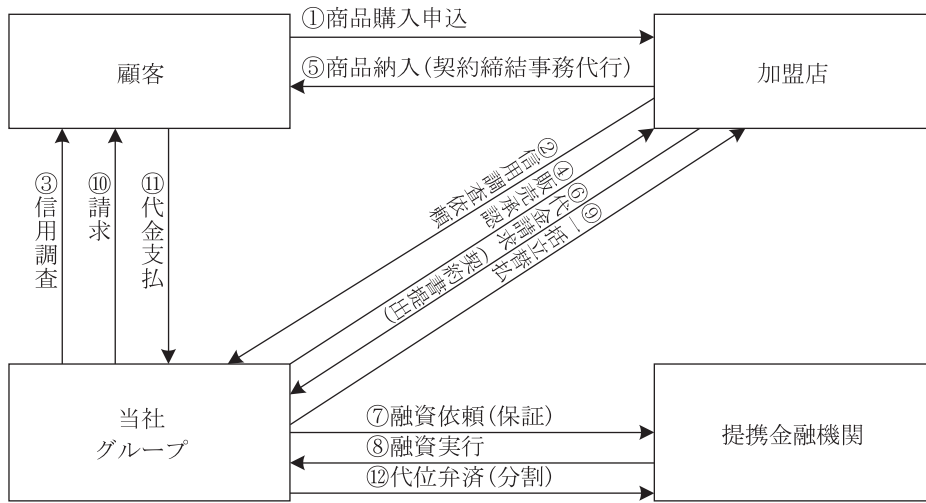 ①商品購入申込
顧客
⑤商品納入(契約締結事務代行)
加盟店
②信用調査依頼
④販売承認
⑥代金請求(契約書提出)
⑨一括立替払
③信用調査
⑩請求
⑪代金支払
当社
グループ
⑦融資依頼(保証)
⑧融資実行
⑫代位弁済(分割)
提携金融機関